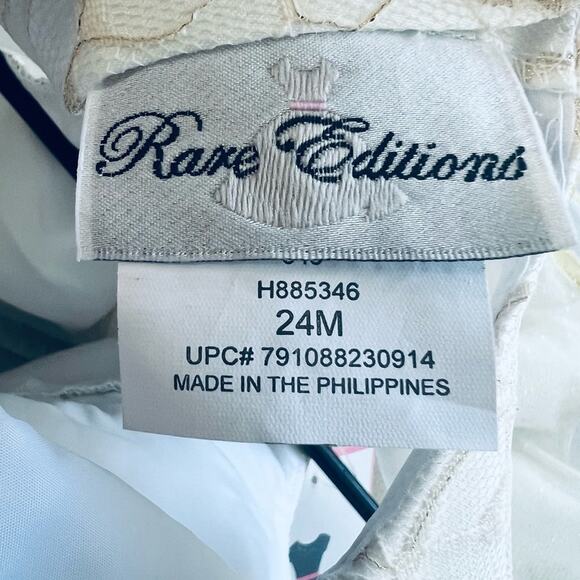 Rare Editions
H885346
24M
UPC# 791088230914
MADE IN THE PHILIPPINES